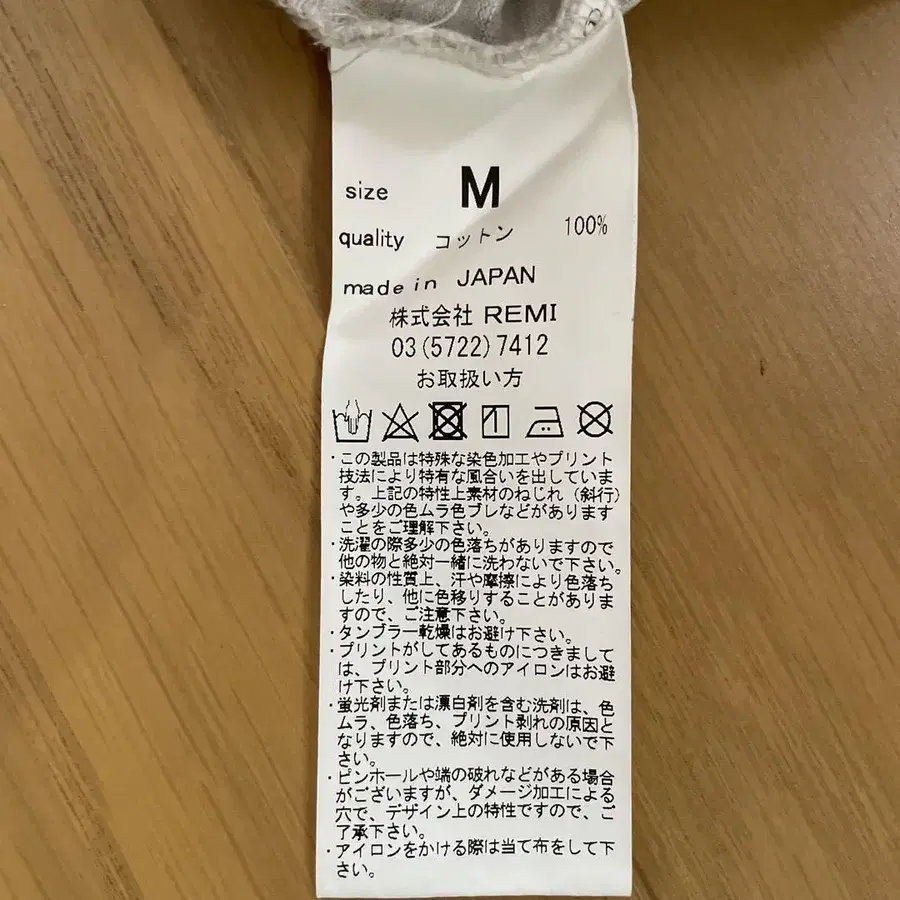 size M
quality コットン 100%
made in JAPAN
株式会社 REMI
03(5722)7412
お取扱い方
・この製品は特殊な染色加工やプリント
技法により特有な風合いを出していま
す。上記の特性上素材のねじれ（斜行）
や多少の色ムラ色ブレなどがあります
ことをご理解下さい。
・洗濯の際多少の色落ちがありますので
他の物と絶対一緒に洗わないで下さい。
・染料の性質上、汗や摩擦により色落ち
したり、他に色移りすることがありま
すので、ご注意下さい。
・タンブラー乾燥はお避け下さい。
・プリントがしてあるものにつきまして
は、プリント部分へのアイロンはお避
け下さい。
・蛍光剤または漂白剤を含む洗剤は、色
ムラ、色落ち、プリント剥れの原因と
なりますので、絶対に使用しないで下
さい。
・ピンホールや端の破れなどがある場合
がございますが、ダメージ加工による
穴で、デザイン上の特性ですので、ご
了承下さい。
・アイロンをかける際は当て布をして下
さい。